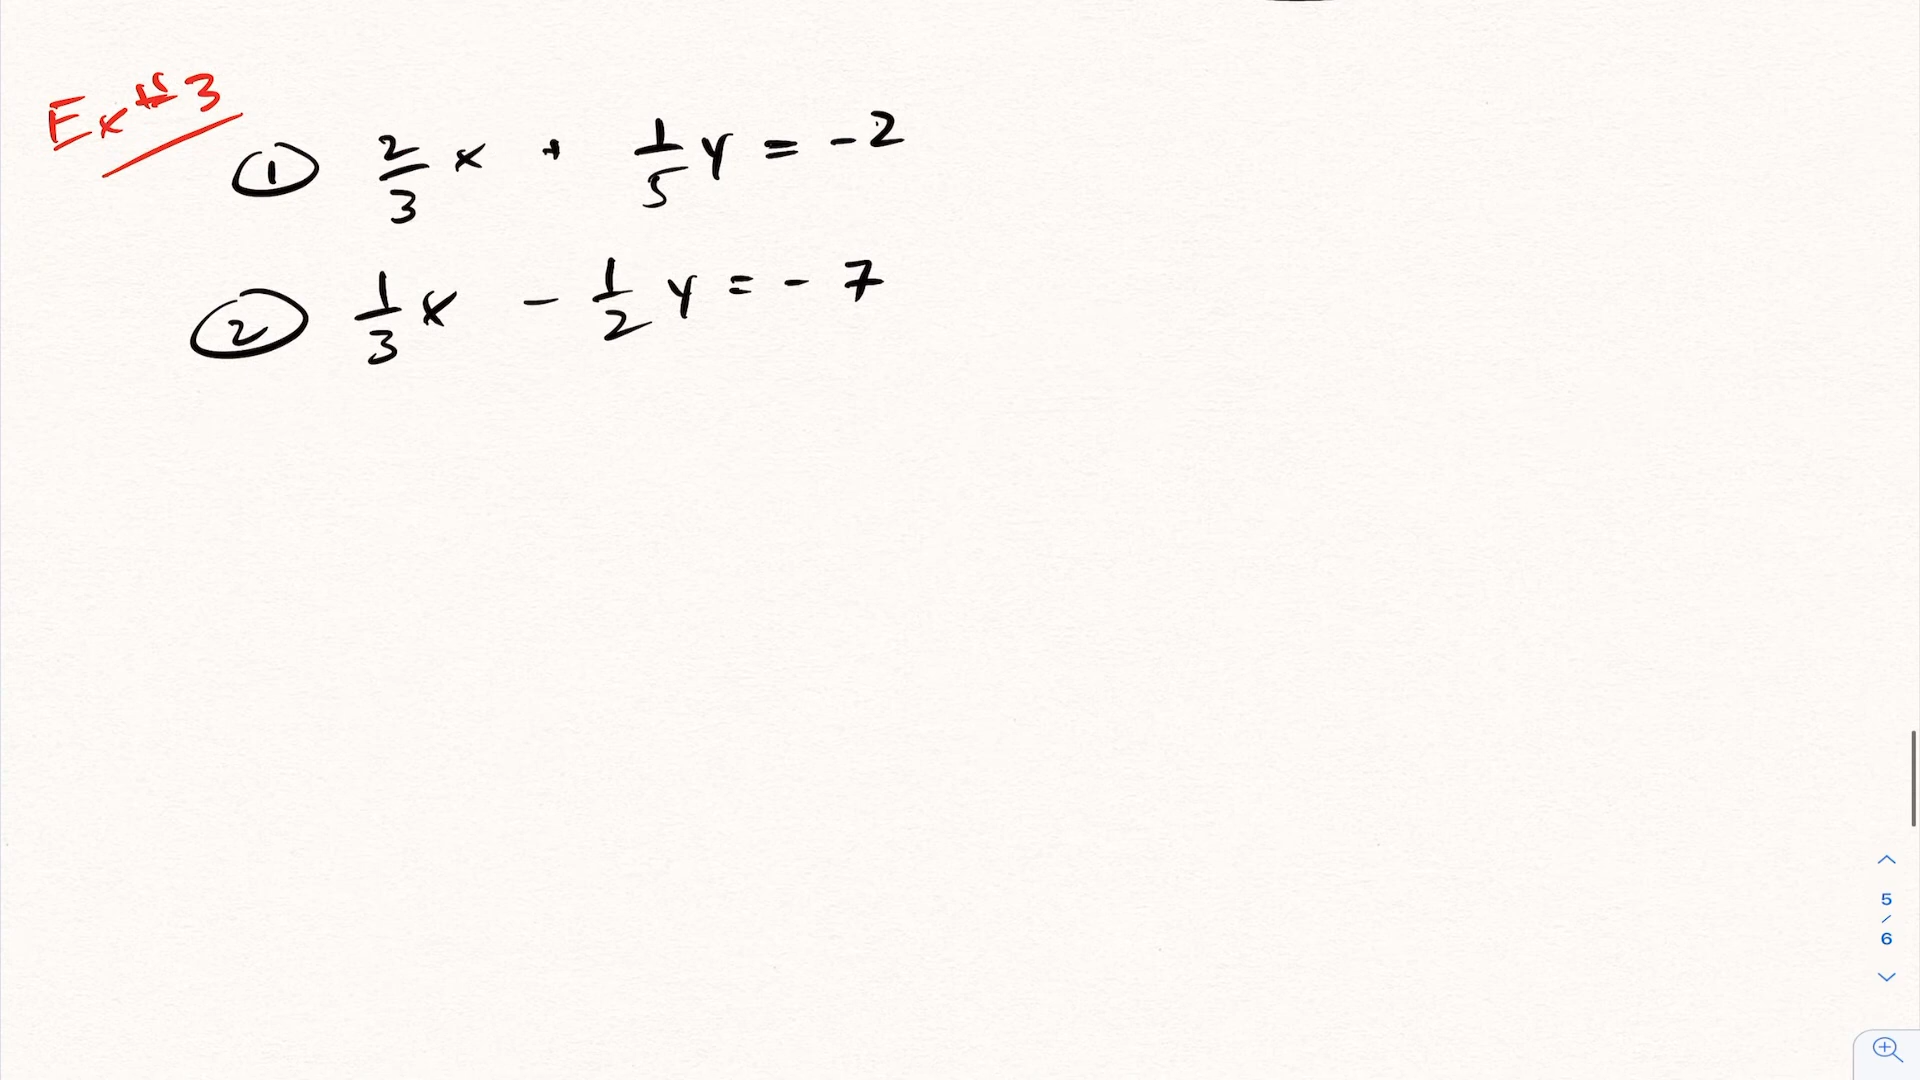 Ex #3
① 2/3 x + 1/5 y = -2
② 1/3 x - 1/2 y = - 7
5
/
6